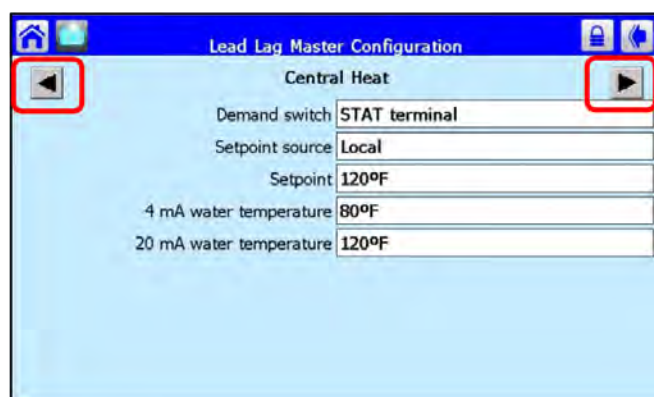 Lead Lag Master Configuration
Central Heat
Demand switch STAT terminal
Setpoint source Local
Setpoint 120ºF
4 mA water temperature 80ºF
20 mA water temperature 120ºF